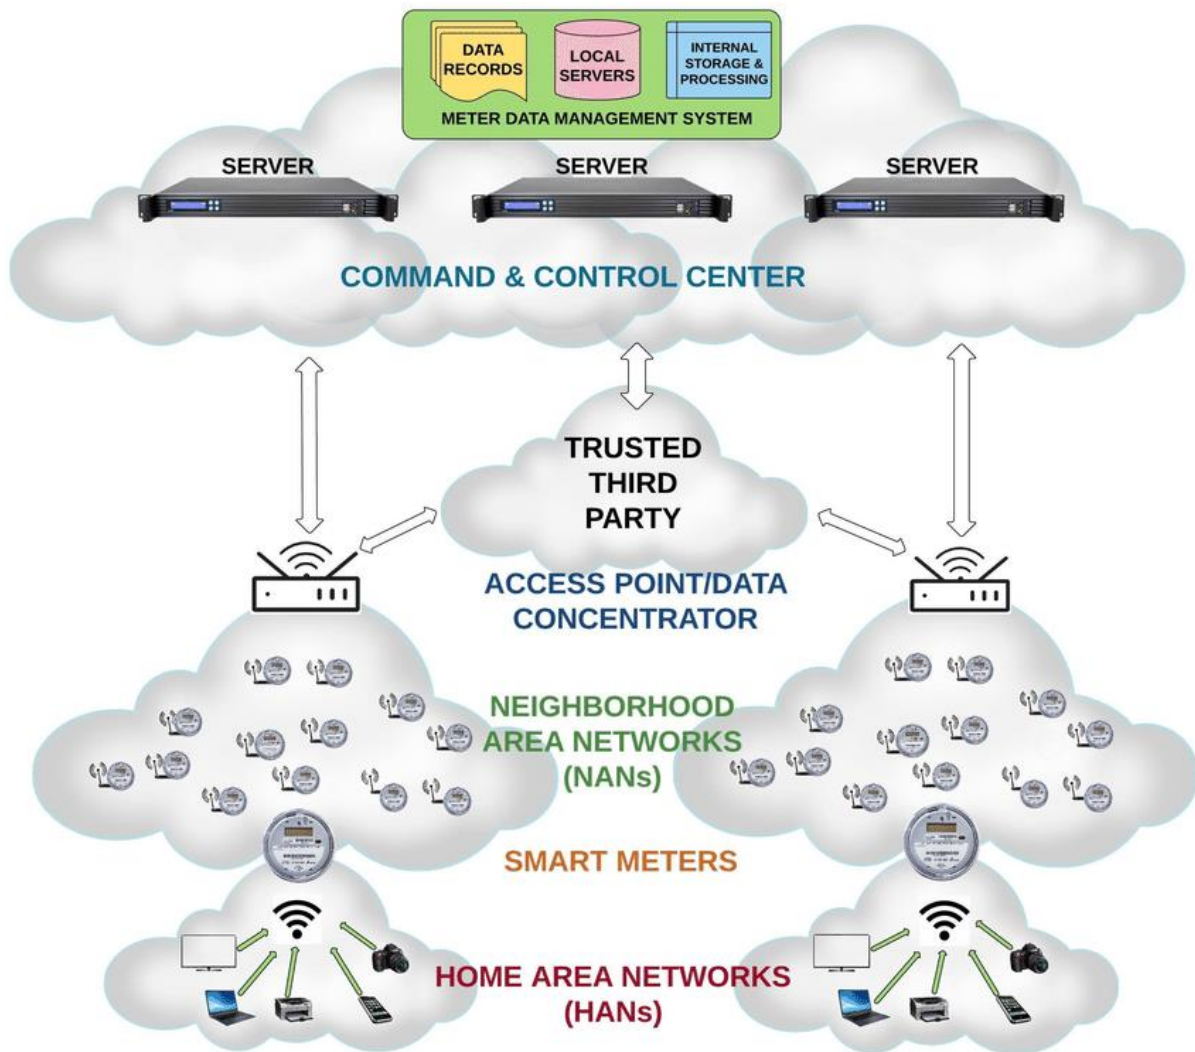 DATA
RECORDS
LOCAL
SERVERS
INTERNAL
STORAGE &
PROCESSING
METER DATA MANAGEMENT SYSTEM
SERVER
SERVER
SERVER
COMMAND & CONTROL CENTER
TRUSTED
THIRD
PARTY
ACCESS POINT/DATA
CONCENTRATOR
NEIGHBORHOOD
AREA NETWORKS
(NANs)
SMART METERS
HOME AREA NETWORKS
(HANs)